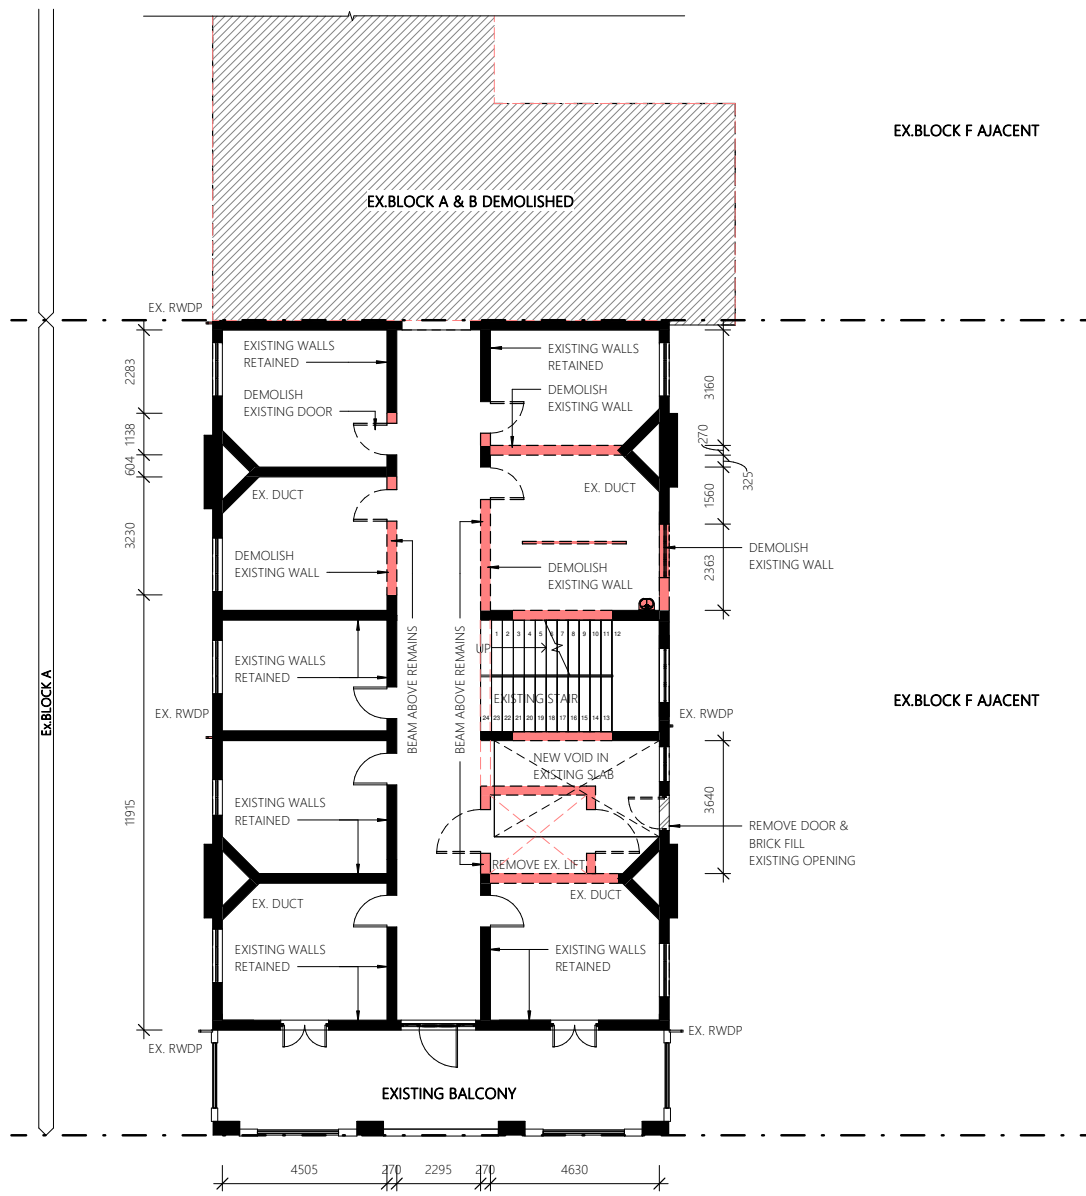 EX.BLOCK F AJACENT
EX.BLOCK A & B DEMOLISHED
EX. RWDP
EXISTING WALLS
RETAINED
DEMOLISH
EXISTING DOOR
EXISTING WALLS
RETAINED
DEMOLISH
EXISTING WALL
2283
1138
604
3230
11915
3160
270
325
1560
2363
3640
EX. DUCT
EX. DUCT
DEMOLISH
EXISTING WALL
DEMOLISH
EXISTING WALL
DEMOLISH
EXISTING WALL
BEAM ABOVE REMAINS
BEAM ABOVE REMAINS
1 2 3 4 5 6 7 8 9 10 11 12
UP
EXISTING STAIR
24 23 22 21 20 19 18 17 16 15 14 13
EXISTING WALLS
RETAINED
Ex.BLOCK A
EX.BLOCK F AJACENT
EX. RWDP
EX. RWDP
NEW VOID IN
EXISTING SLAB
EXISTING WALLS
RETAINED
REMOVE DOOR &
BRICK FILL
EXISTING OPENING
REMOVE EX. LIFT
EX. DUCT
EX. DUCT
EXISTING WALLS
RETAINED
EXISTING WALLS
RETAINED
EX. RWDP
EX. RWDP
EXISTING BALCONY
4505
270
2295
270
4630